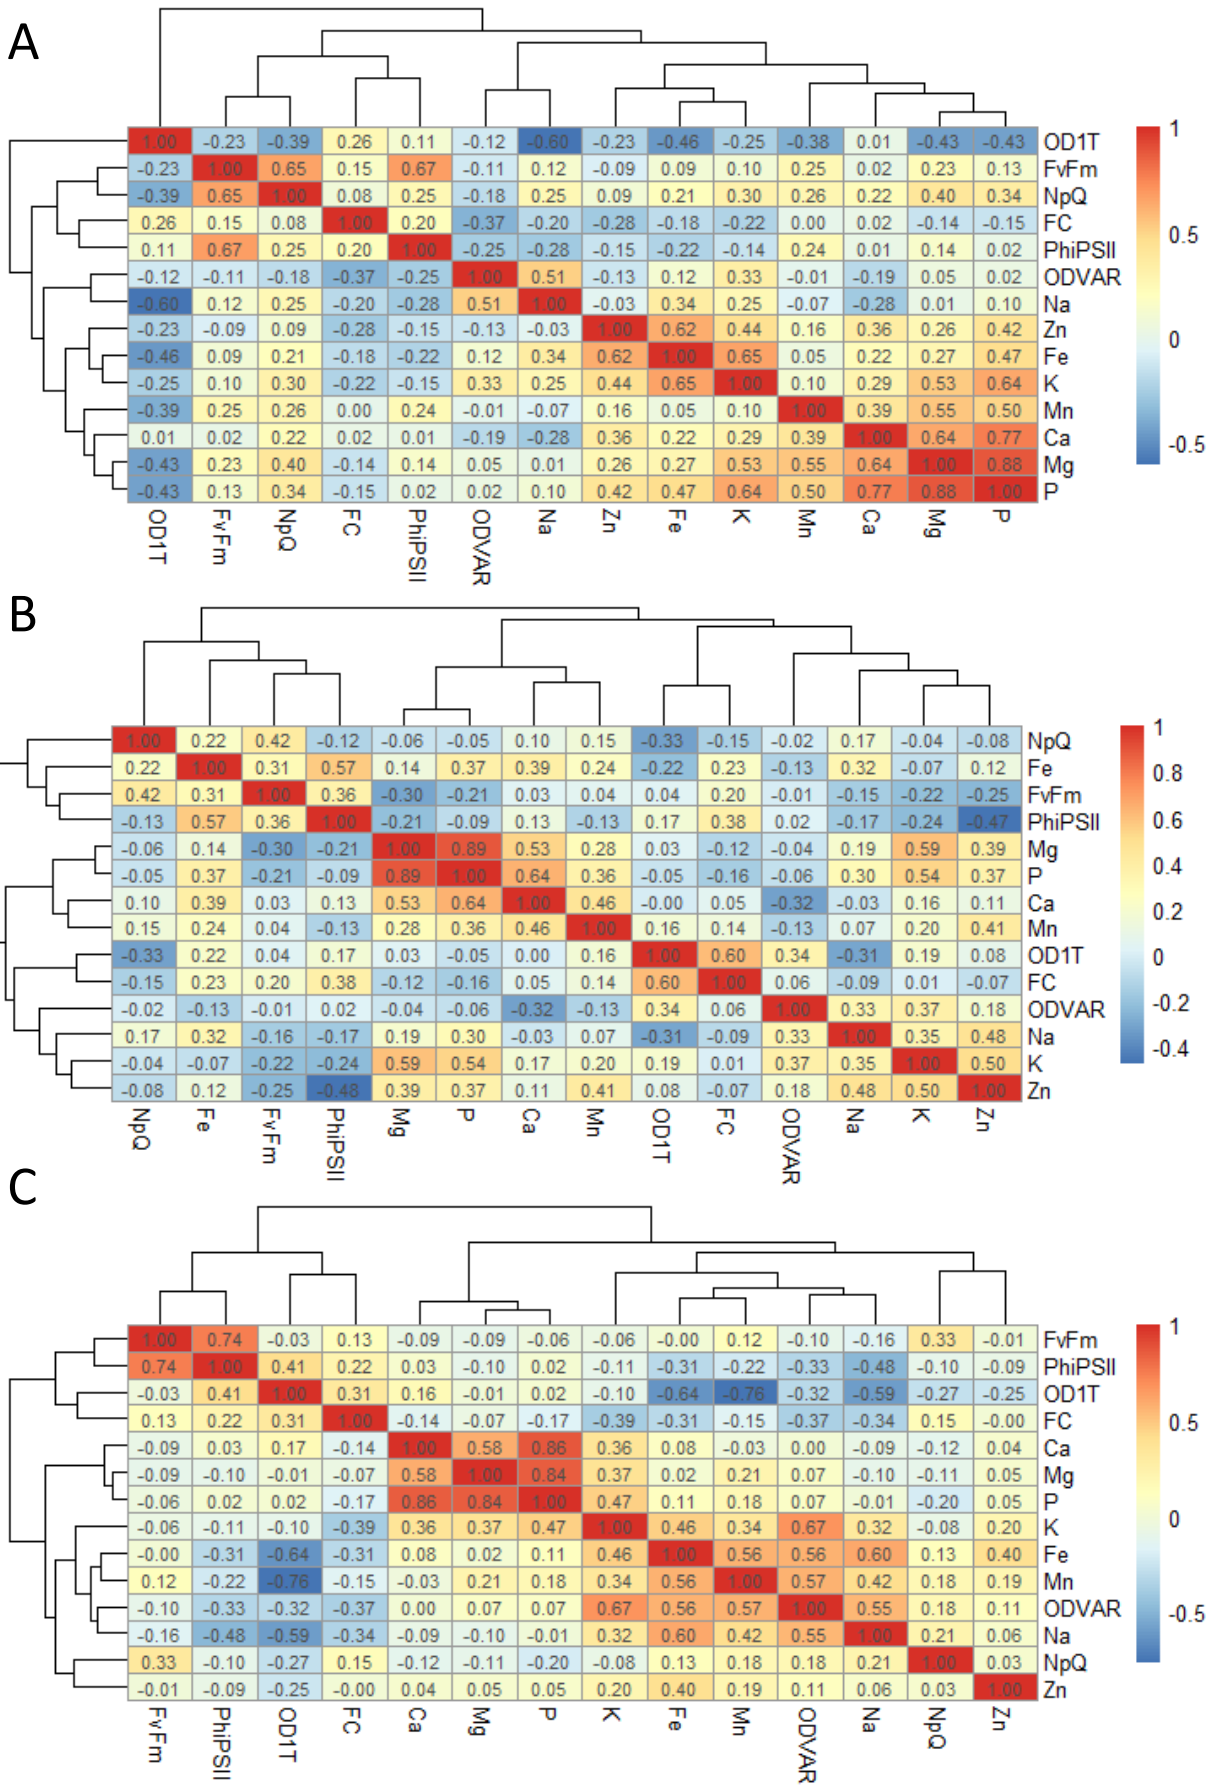 A
1.00 -0.23 -0.39 0.26 0.11 -0.12 -0.60 -0.23 -0.46 -0.25 -0.38 0.01 -0.43 -0.43 OD1T
-0.23 1.00 0.65 0.15 0.67 -0.11 0.12 -0.09 0.09 0.10 0.25 0.02 0.23 0.13 FvFm
-0.39 0.65 1.00 0.08 0.25 -0.18 0.25 0.09 0.21 0.30 0.26 0.22 0.40 0.34 NpQ
0.26 0.15 0.08 1.00 0.20 -0.37 -0.20 -0.28 -0.18 -0.22 0.00 0.02 -0.14 -0.15 FC
0.11 0.67 0.25 0.20 1.00 -0.25 -0.28 -0.15 -0.22 -0.14 0.24 0.01 0.14 0.02 PhiPSII
-0.12 -0.11 -0.18 -0.37 -0.25 1.00 0.51 -0.13 0.12 0.33 -0.01 -0.19 0.05 0.02 ODVAR
-0.60 0.12 0.25 -0.20 -0.28 0.51 1.00 -0.03 0.34 0.25 -0.07 -0.28 0.01 0.10 Na
-0.23 -0.09 0.09 -0.28 -0.15 -0.13 -0.03 1.00 0.62 0.44 0.16 0.36 0.26 0.42 Zn
-0.46 0.09 0.21 -0.18 -0.22 0.12 0.34 0.62 1.00 0.65 0.05 0.22 0.27 0.47 Fe
-0.25 0.10 0.30 -0.22 -0.15 0.33 0.25 0.44 0.65 1.00 0.10 0.29 0.53 0.64 K
-0.39 0.25 0.26 0.00 0.24 -0.01 -0.07 0.16 0.05 0.10 1.00 0.39 0.55 0.50 Mn
0.01 0.02 0.22 0.02 0.01 -0.19 -0.28 0.36 0.22 0.29 0.39 1.00 0.64 0.77 Ca
-0.43 0.23 0.40 -0.14 0.14 0.05 0.01 0.26 0.27 0.53 0.55 0.64 1.00 0.88 Mg
-0.43 0.13 0.34 -0.15 0.02 0.02 0.10 0.42 0.47 0.64 0.50 0.77 0.88 1.00 P
OD1T FvFm NpQ FC PhiPSII ODVAR Na Zn Fe K Mn Ca Mg P
1
0.5
0
-0.5
B
1.00 0.22 0.42 -0.12 -0.06 -0.05 0.10 0.15 -0.33 -0.15 -0.02 0.17 -0.04 -0.08 NpQ
0.22 1.00 0.31 0.57 0.14 0.37 0.39 0.24 -0.22 0.23 -0.13 0.32 -0.07 0.12 Fe
0.42 0.31 1.00 0.36 -0.30 -0.21 0.03 0.04 0.04 0.20 -0.01 -0.15 -0.22 -0.25 FvFm
-0.13 0.57 0.36 1.00 -0.21 -0.09 0.13 -0.13 0.17 0.38 0.02 -0.17 -0.24 -0.47 PhiPSII
-0.06 0.14 -0.30 -0.21 1.00 0.89 0.53 0.28 0.03 -0.12 -0.04 0.19 0.59 0.39 Mg
-0.05 0.37 -0.21 -0.09 0.89 1.00 0.64 0.36 -0.05 -0.16 -0.06 0.30 0.54 0.37 P
0.10 0.39 0.03 0.13 0.53 0.64 1.00 0.46 -0.00 0.05 -0.32 -0.03 0.16 0.11 Ca
0.15 0.24 0.04 -0.13 0.28 0.36 0.46 1.00 0.16 0.14 -0.13 0.07 0.20 0.41 Mn
-0.33 0.22 0.04 0.17 0.03 -0.05 0.00 0.16 1.00 0.60 0.34 -0.31 0.19 0.08 OD1T
-0.15 0.23 0.20 0.38 -0.12 -0.16 0.05 0.14 0.60 1.00 0.06 -0.09 0.01 -0.07 FC
-0.02 -0.13 -0.01 0.02 -0.04 -0.06 -0.32 -0.13 0.34 0.06 1.00 0.33 0.37 0.18 ODVAR
0.17 0.32 -0.16 -0.17 0.19 0.30 -0.03 0.07 -0.31 -0.09 0.33 1.00 0.35 0.48 Na
-0.04 -0.07 -0.22 -0.24 0.59 0.54 0.17 0.20 0.19 0.01 0.37 0.35 1.00 0.50 K
-0.08 0.12 -0.25 -0.48 0.39 0.37 0.11 0.41 0.08 -0.07 0.18 0.48 0.50 1.00 Zn
NpQ Fe FvFm PhiPSII Mg P Ca Mn OD1T FC ODVAR Na K Zn
1
0.8
0.6
0.4
0.2
0
-0.2
-0.4
C
1.00 0.74 -0.03 0.13 -0.09 -0.09 -0.06 -0.06 -0.00 0.12 -0.10 -0.16 0.33 -0.01 FvFm
0.74 1.00 0.41 0.22 0.03 -0.10 0.02 -0.11 -0.31 -0.22 -0.33 -0.48 -0.10 -0.09 PhiPSII
-0.03 0.41 1.00 0.31 0.16 -0.01 0.02 -0.10 -0.64 -0.76 -0.32 -0.59 -0.27 -0.25 OD1T
0.13 0.22 0.31 1.00 -0.14 -0.07 -0.17 -0.39 -0.31 -0.15 -0.37 -0.34 0.15 -0.00 FC
-0.09 0.03 0.17 -0.14 1.00 0.58 0.86 0.36 0.08 -0.03 0.00 -0.09 -0.12 0.04 Ca
-0.09 -0.10 -0.01 -0.07 0.58 1.00 0.84 0.37 0.02 0.21 0.07 -0.10 -0.11 0.05 Mg
-0.06 0.02 0.02 -0.17 0.86 0.84 1.00 0.47 0.11 0.18 0.07 -0.01 -0.20 0.05 P
-0.06 -0.11 -0.10 -0.39 0.36 0.37 0.47 1.00 0.46 0.34 0.67 0.32 -0.08 0.20 K
-0.00 -0.31 -0.64 -0.31 0.08 0.02 0.11 0.46 1.00 0.56 0.56 0.60 0.13 0.40 Fe
0.12 -0.22 -0.76 -0.15 -0.03 0.21 0.18 0.34 0.56 1.00 0.57 0.42 0.18 0.19 Mn
-0.10 -0.33 -0.32 -0.37 0.00 0.07 0.07 0.67 0.56 0.57 1.00 0.55 0.18 0.11 ODVAR
-0.16 -0.48 -0.59 -0.34 -0.09 -0.10 -0.01 0.32 0.60 0.42 0.55 1.00 0.21 0.06 Na
0.33 -0.10 -0.27 0.15 -0.12 -0.11 -0.20 -0.08 0.13 0.18 0.18 0.21 1.00 0.03 NpQ
-0.01 -0.09 -0.25 -0.00 0.04 0.05 0.05 0.20 0.40 0.19 0.11 0.06 0.03 1.00 Zn
FvFm PhiPSII OD1T FC Ca Mg P K Fe Mn ODVAR Na NpQ Zn
1
0.5
0
-0.5